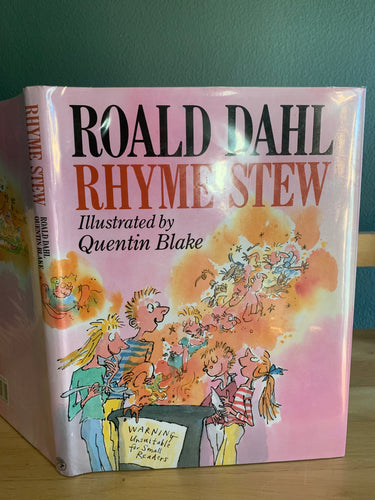 ROALD DAHL
RHYME STEW
Illustrated by
Quentin Blake
WARNING
Unsuitable
for Small
Readers
RHYME STEW
ROALD DAHL
QUENTIN BLAKE